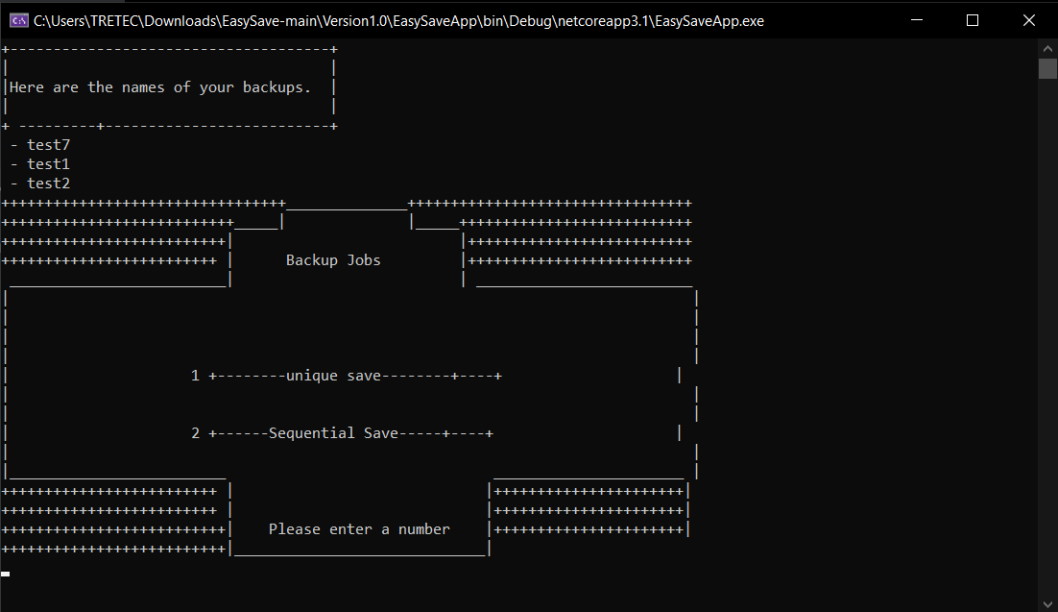 C:\Users\TRETEC\Downloads\EasySave-main\Version1.0\EasySaveApp\bin\Debug\netcoreapp3.1\EasySaveApp.exe
Here are the names of your backups.
- test7
- test1
- test2
Backup Jobs
1 +--------unique save--------+----+
2 +------Sequential Save-----+----+
Please enter a number